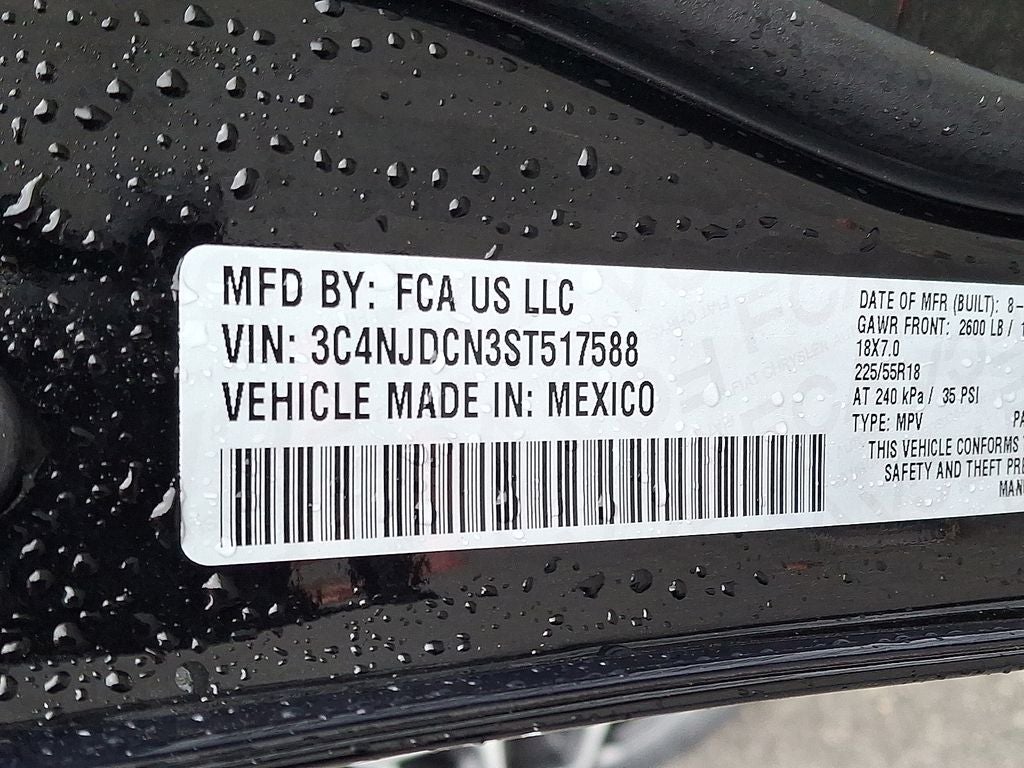 MFD BY: FCA US LLC
VIN: 3C4NJDCN3ST517588
VEHICLE MADE IN: MEXICO
DATE OF MFR (BUILT): 8-
GAWR FRONT: 2600 LB /
18X7.0
225/55R18
AT 240 kPa / 35 PSI
TYPE: MPV
THIS VEHICLE CONFORMS
SAFETY AND THEFT